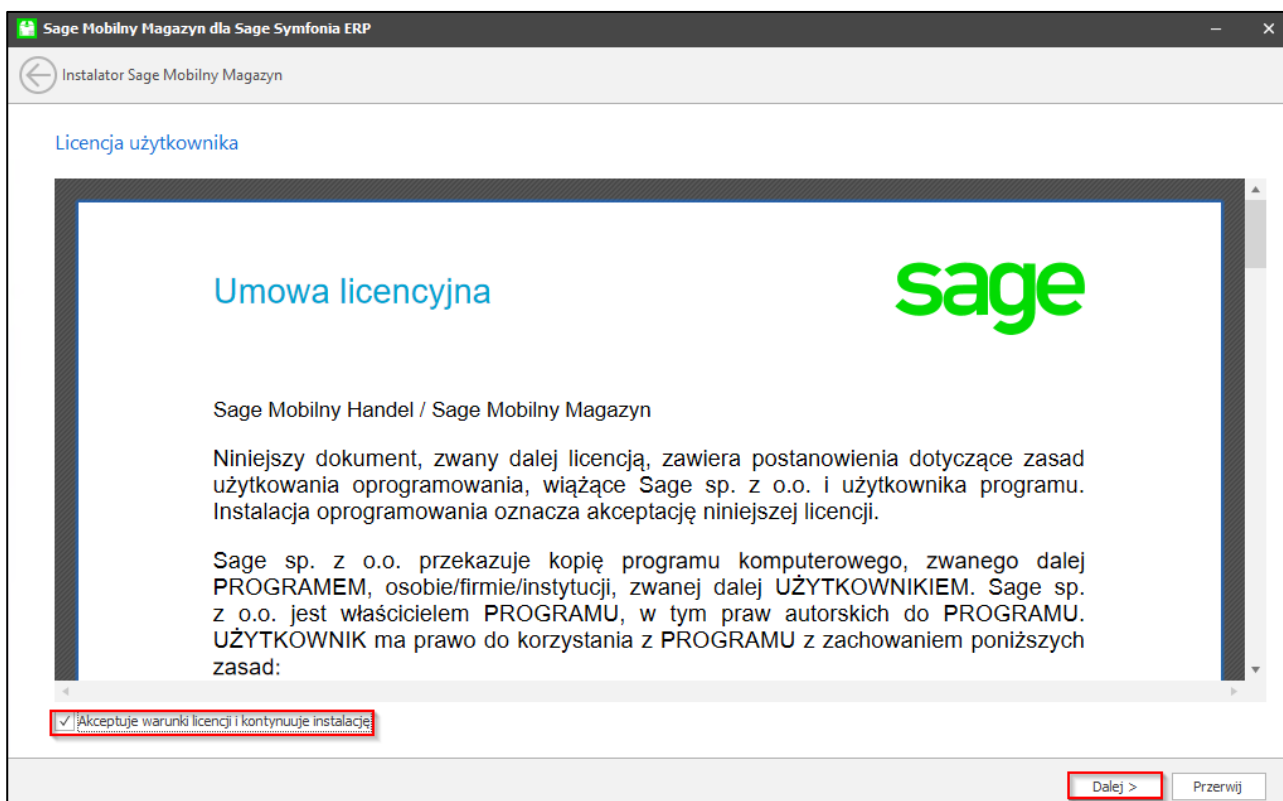 Sage Mobilny Magazyn dla Sage Symfonia ERP
Instalator Sage Mobilny Magazyn
Licencja użytkownika
Umowa licencyjna
sage
Sage Mobilny Handel / Sage Mobilny Magazyn
Niniejszy dokument, zwany dalej licencją, zawiera postanowienia dotyczące zasad
użytkowania oprogramowania, wiążące Sage sp. z o.o. i użytkownika programu.
Instalacja oprogramowania oznacza akceptację niniejszej licencji.
Sage sp. z o.o. przekazuje kopię programu komputerowego, zwanego dalej
PROGRAMEM, osobie/firmie/instytucji, zwanej dalej UŻYTKOWNIKIEM. Sage sp.
z o.o. jest właścicielem PROGRAMU, w tym praw autorskich do PROGRAMU.
UŻYTKOWNIK ma prawo do korzystania z PROGRAMU z zachowaniem poniższych
zasad:
Akceptuje warunki licencji i kontynuuje instalację
Dalej >
Przerwij